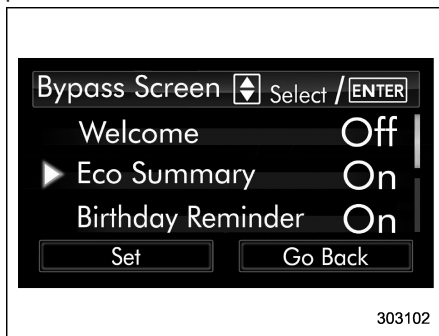 Bypass Screen Select / ENTER
Welcome Off
Eco Summary On
Birthday Reminder On
Set Go Back
303102